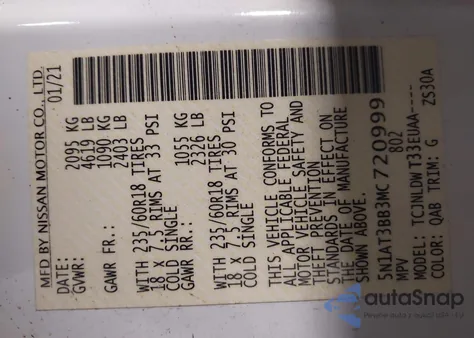 MFD BY NISSAN MOTOR CO., LTD.
DATE: 01/21
GVWR: 2095 KG
4619 LB
GAWR FR.: 1090 KG
2403 LB
WITH 235/60R18 TIRES
18 X 7.5 RIMS AT 33 PSI
COLD SINGLE
GAWR RR.: 1055 KG
2326 LB
WITH 235/60R18 TIRES
18 X 7.5 RIMS AT 30 PSI
COLD SINGLE
THIS VEHICLE CONFORMS TO
ALL APPLICABLE FEDERAL
MOTOR VEHICLE SAFETY AND
THEFT PREVENTION
STANDARDS IN EFFECT ON
THE DATE OF MANUFACTURE
SHOWN ABOVE.
5N1AT3BB3MC720999
MPV 802
MODEL: TCJNLDWT33EUAA----
COLOR: QAB TRIM: G ZS30A
autaSnap